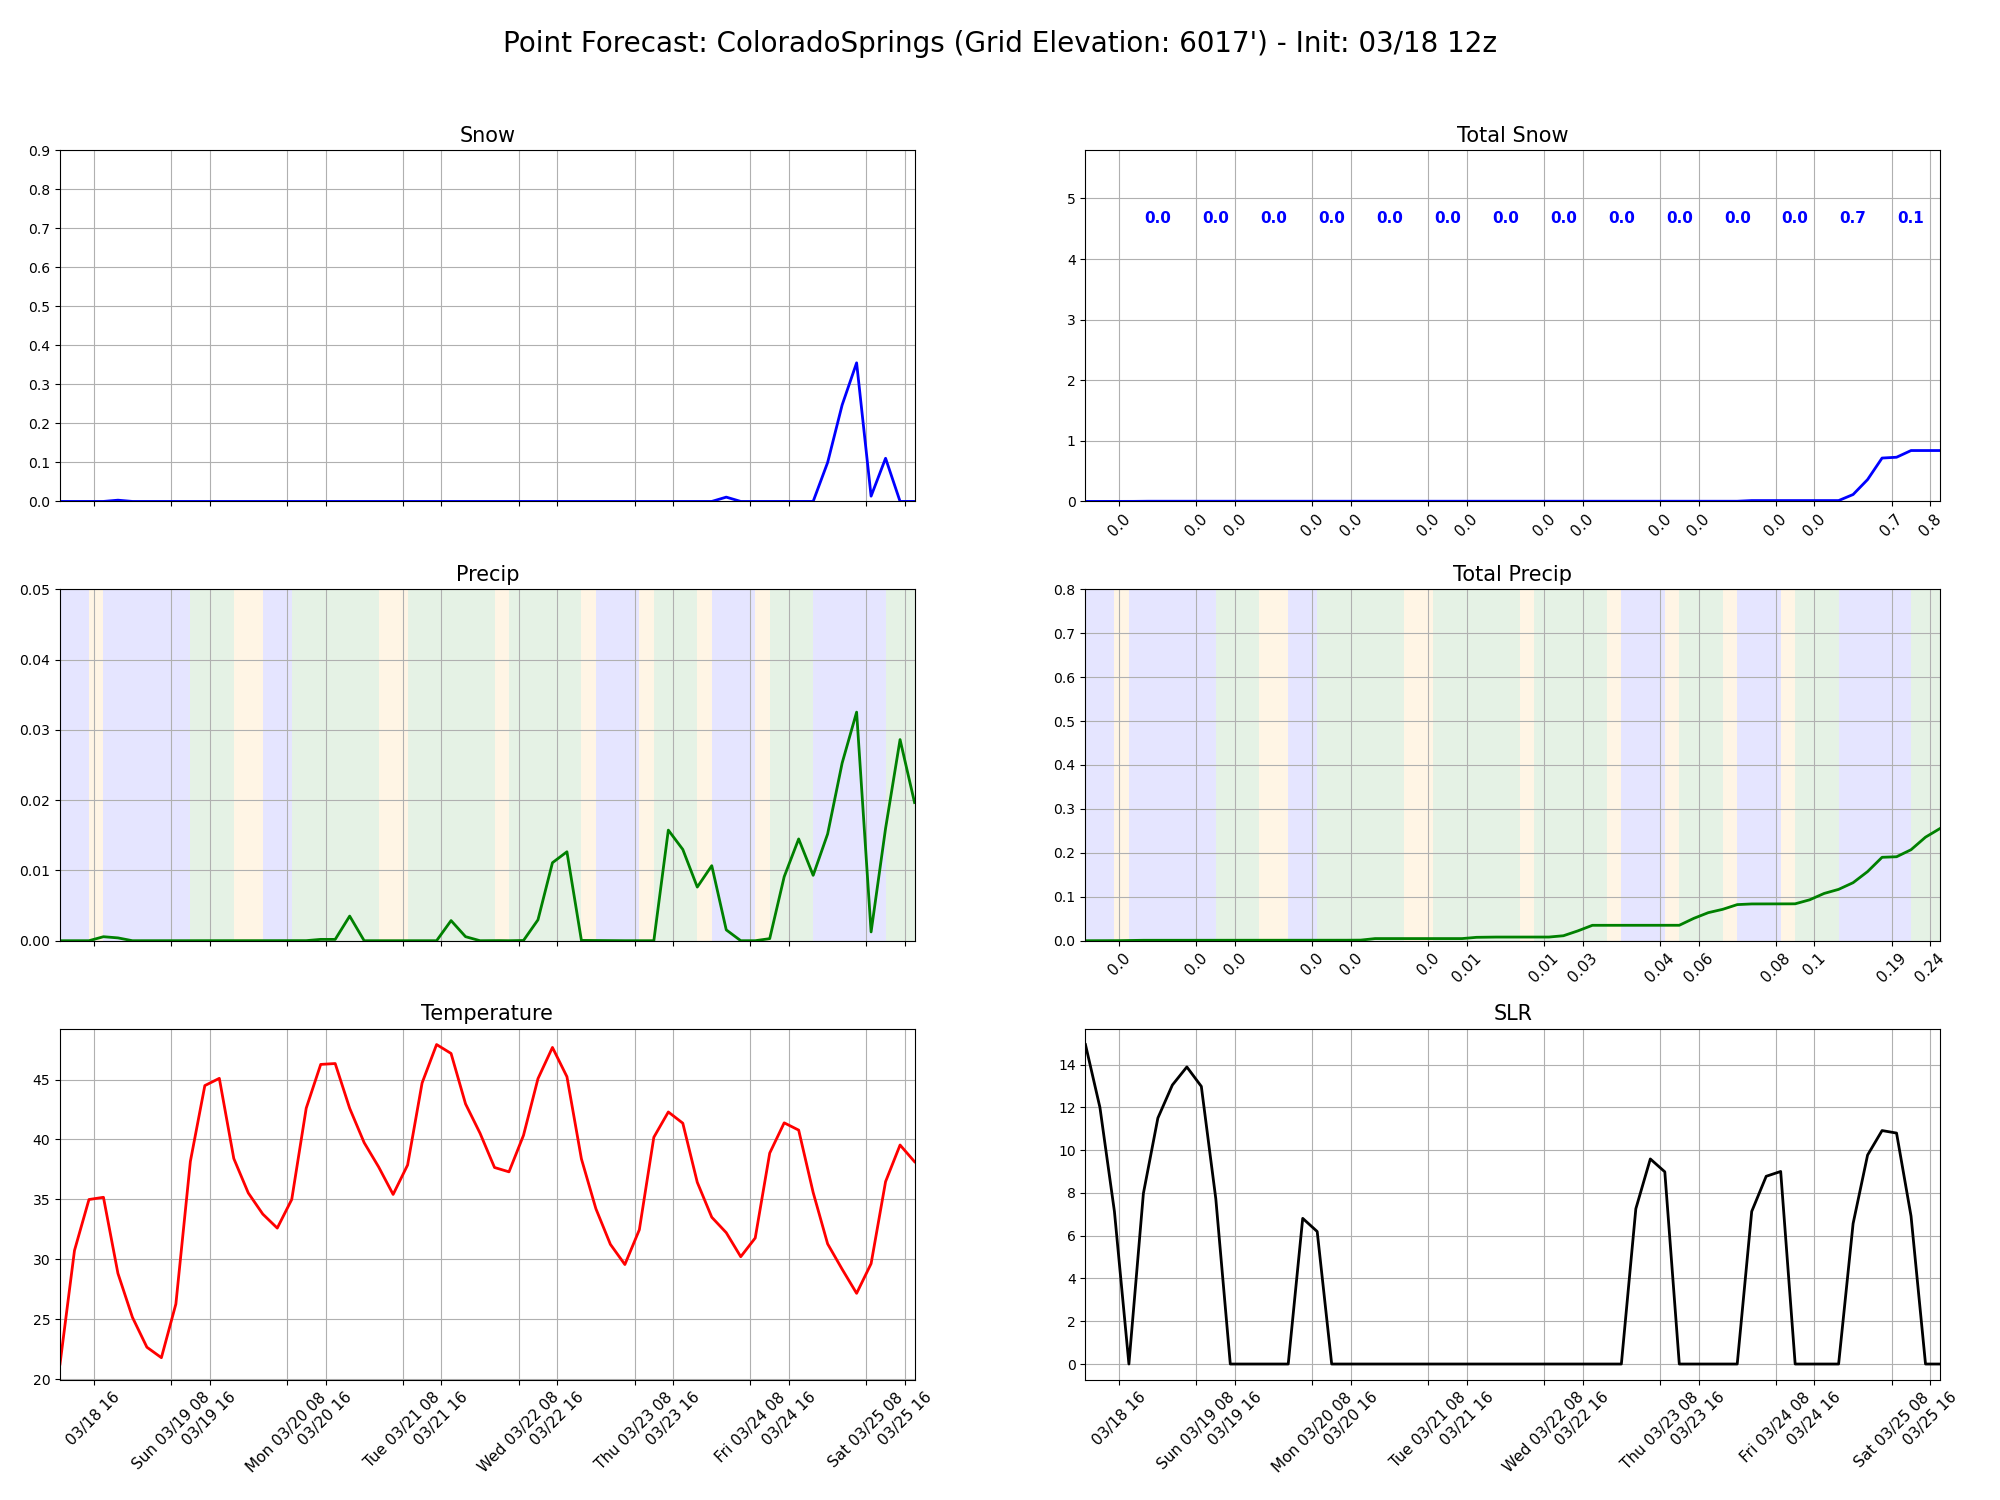 Point Forecast: ColoradoSprings (Grid Elevation: 6017') - Init: 03/18 12z
Snow
0.9
0.8
0.7
0.6
0.5
0.4
0.3
0.2
0.1
0.0
Total Snow
5
4
3
2
1
0
0.0 0.0 0.0 0.0 0.0 0.0 0.0 0.0 0.0 0.0 0.0 0.0 0.7 0.1
0.0 0.0 0.0 0.0 0.0 0.0 0.0 0.0 0.0 0.0 0.0 0.0 0.0 0.7 0.8
Precip
0.05
0.04
0.03
0.02
0.01
0.00
Total Precip
0.8
0.7
0.6
0.5
0.4
0.3
0.2
0.1
0.0
0.0 0.0 0.0 0.0 0.0 0.0 0.01 0.01 0.03 0.04 0.06 0.08 0.1 0.19 0.24
Temperature
45
40
35
30
25
20
03/18 16
Sun 03/19 08
03/19 16
Mon 03/20 08
03/20 16
Tue 03/21 08
03/21 16
Wed 03/22 08
03/22 16
Thu 03/23 08
03/23 16
Fri 03/24 08
03/24 16
Sat 03/25 08
03/25 16
SLR
14
12
10
8
6
4
2
0
03/18 16
Sun 03/19 08
03/19 16
Mon 03/20 08
03/20 16
Tue 03/21 08
03/21 16
Wed 03/22 08
03/22 16
Thu 03/23 08
03/23 16
Fri 03/24 08
03/24 16
Sat 03/25 08
03/25 16